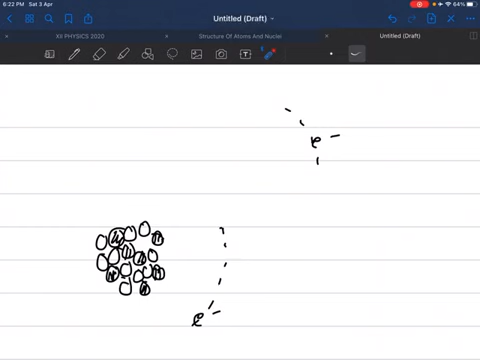 6:22 PM Sat 3 Apr
64%
Untitled (Draft)
XII PHYSICS 2020
Structure Of Atoms And Nuclei
Untitled (Draft)
e
e